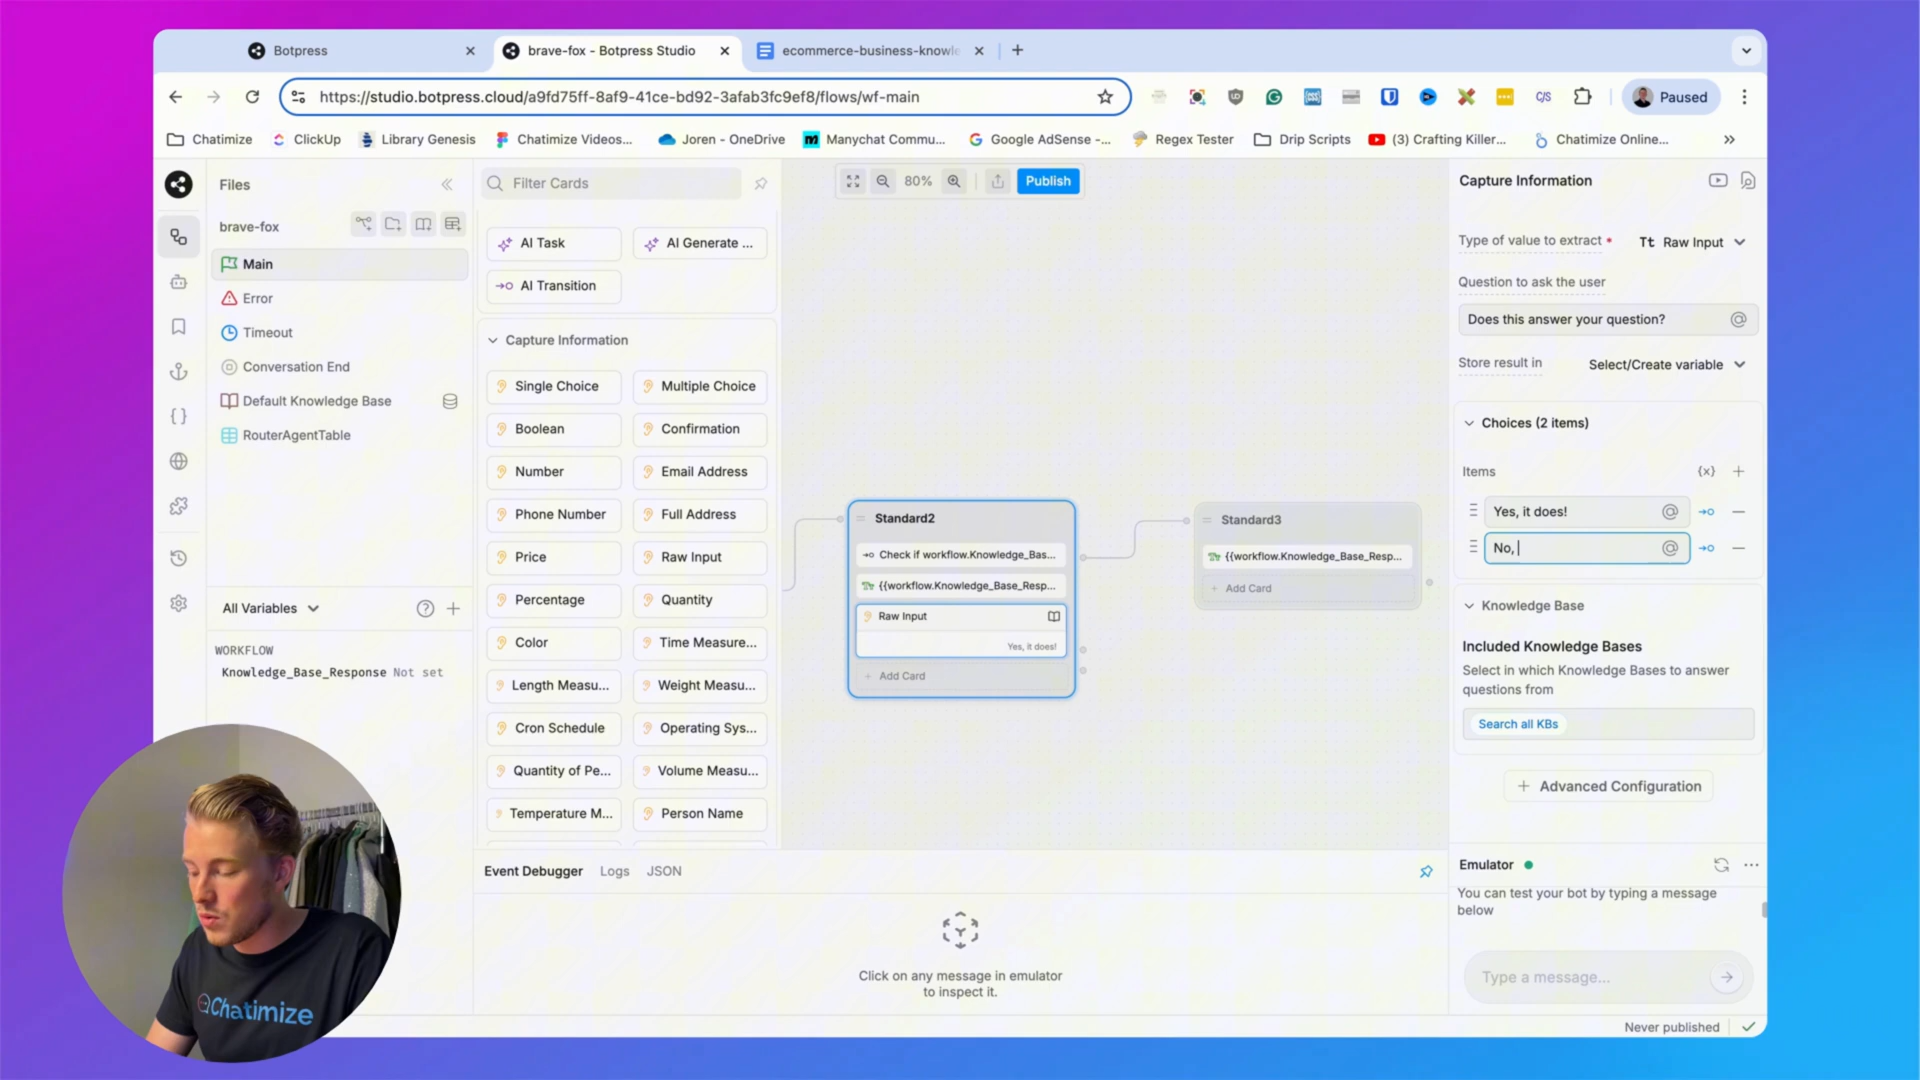 Botpress
brave-fox - Botpress Studio
ecommerce-business-knowle
https://studio.botpress.cloud/a9fd75ff-8af9-41ce-bd92-3afab3fc9ef8/flows/wf-main
Paused
Chatimize
ClickUp
Library Genesis
Chatimize Videos...
Joren - OneDrive
Manychat Commu...
Google AdSense -...
Regex Tester
Drip Scripts
(3) Crafting Killer...
Chatimize Online...
Files
brave-fox
Main
Error
Timeout
Conversation End
Default Knowledge Base
RouterAgentTable
All Variables
WORKFLOW
Knowledge_Base_Response Not set
Filter Cards
AI Task
AI Generate ...
AI Transition
Capture Information
Single Choice
Multiple Choice
Boolean
Confirmation
Number
Email Address
Phone Number
Full Address
Price
Raw Input
Percentage
Quantity
Color
Time Measure...
Length Measu...
Weight Measu...
Cron Schedule
Operating Sys...
Quantity of Pe...
Volume Measu...
Temperature M...
Person Name
80%
Publish
Standard2
Check if workflow.Knowledge_Bas...
{{workflow.Knowledge_Base_Resp...
Raw Input
Yes, it does!
+ Add Card
Standard3
{{workflow.Knowledge_Base_Resp...
+ Add Card
Event Debugger
Logs
JSON
Click on any message in emulator
to inspect it.
Capture Information
Type of value to extract •
Tt Raw Input
Question to ask the user
Does this answer your question?
@
Store result in
Select/Create variable
Choices (2 items)
Items
{x} +
Yes, it does!
@
No,
@
Knowledge Base
Included Knowledge Bases
Select in which Knowledge Bases to answer
questions from
Search all KBs
+ Advanced Configuration
Emulator
You can test your bot by typing a message
below
Type a message...
Never published
Chatimize